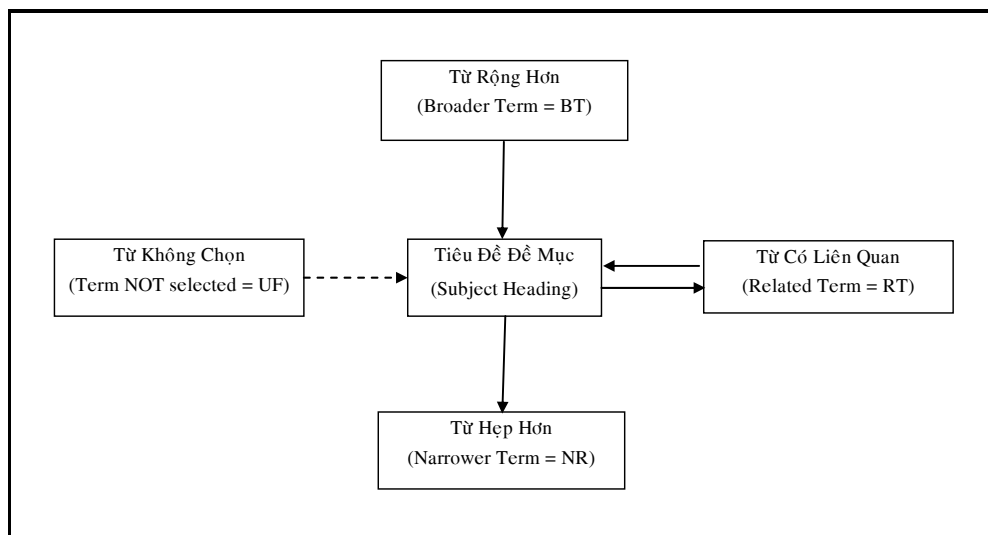 Từ Rộng Hơn
(Broader Term = BT)
Từ Không Chọn
(Term NOT selected = UF)
Tiêu Đề Đề Mục
(Subject Heading)
Từ Có Liên Quan
(Related Term = RT)
Từ Hẹp Hơn
(Narrower Term = NR)